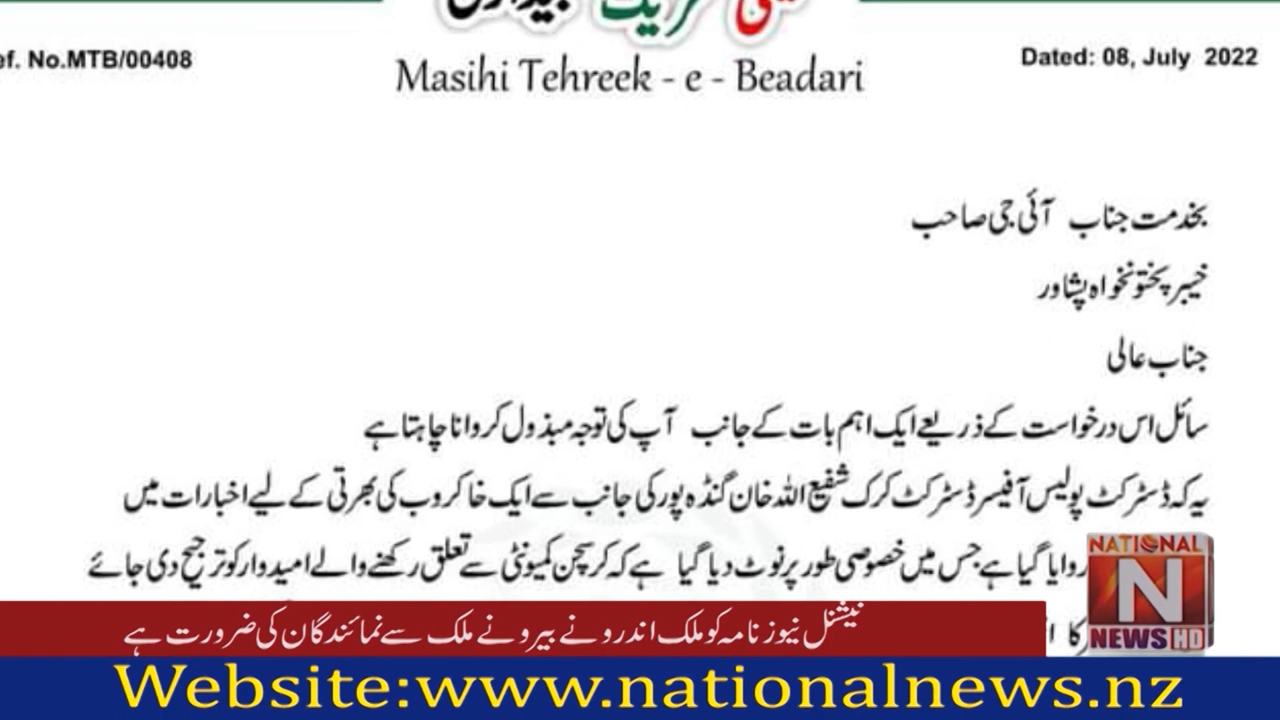 تحریک
ef. No.MTB/00408
Dated: 08, July 2022
Masihi Tehreek - e - Beadari
بخدمت جناب آئی جی صاحب
خیبر پختونخواہ پشاور
جناب عالی
سائل اس درخواست کے ذریعے ایک اہم بات کے جانب آپ کی توجہ مبذول کروانا چاہتا ہے
یہ کہ ڈسٹرکٹ پولیس آفیسر ڈسٹرکٹ کرک شفیع اللہ خان گنڈہ پور کی جانب سے ایک خاکروب کی بھرتی کے لیے اخبارات میں
روایا گیا ہے جس میں خصوصی طور پر نوٹ دیا گیا ہے کہ کرسچن کمیونٹی سے تعلق رکھنے والے امیدوار کو ترجیح دی جائے
نیشنل نیوز نامہ کو ملک اندرونے بیرونے ملک سے نمائندگان کی ضرورت ہے
NATIONAL
N
NEWS HD
Website:www.nationalnews.nz